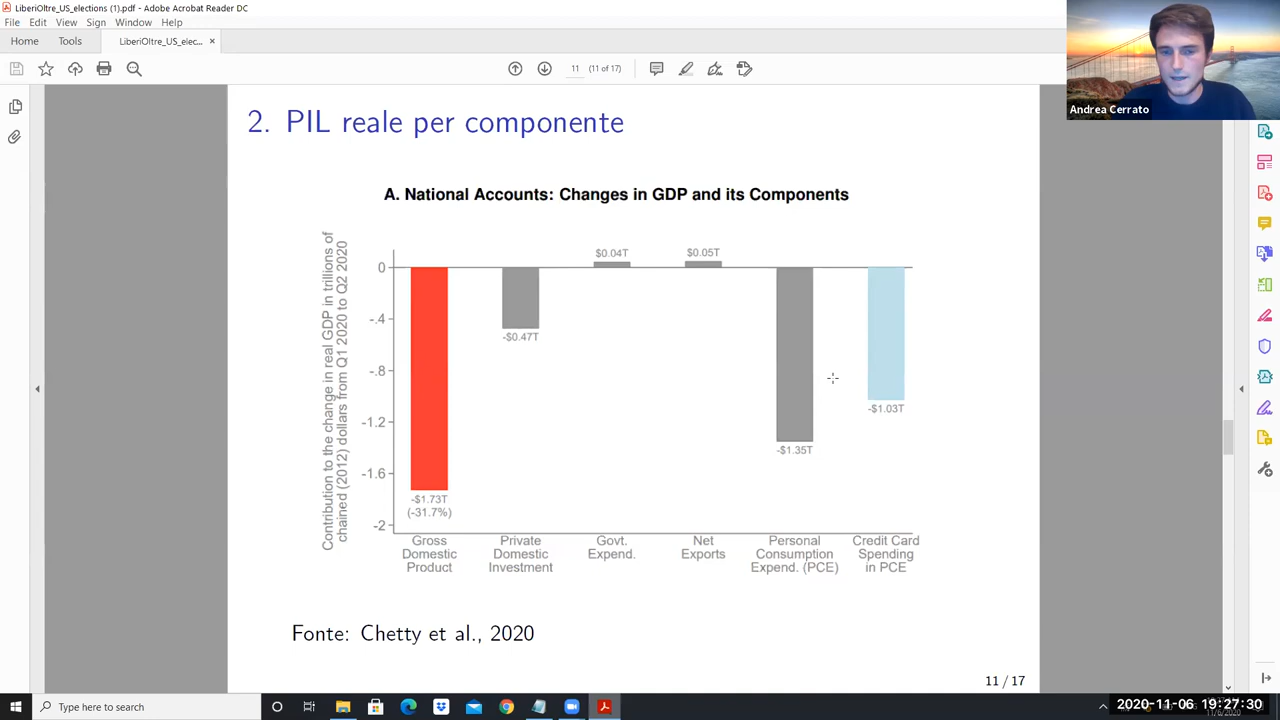 LiberiOltre_US_elections (1).pdf - Adobe Acrobat Reader DC
File Edit View Sign Window Help
Home Tools LiberiOltre_US_elec... ×
11 (11 of 17)
Andrea Cerrato
2. PIL reale per componente
A. National Accounts: Changes in GDP and its Components
Contribution to the change in real GDP in trillions of
chained (2012) dollars from Q1 2020 to Q2 2020
0
-.4
-.8
-1.2
-1.6
-2
-$1.73T
(-31.7%)
-$0.47T
$0.04T
$0.05T
-$1.35T
-$1.03T
Gross
Domestic
Product
Private
Domestic
Investment
Govt.
Expend.
Net
Exports
Personal
Consumption
Expend. (PCE)
Credit Card
Spending
in PCE
Fonte: Chetty et al., 2020
11 / 17
Type here to search
2020-11-06 19:27:30
11/6/2020